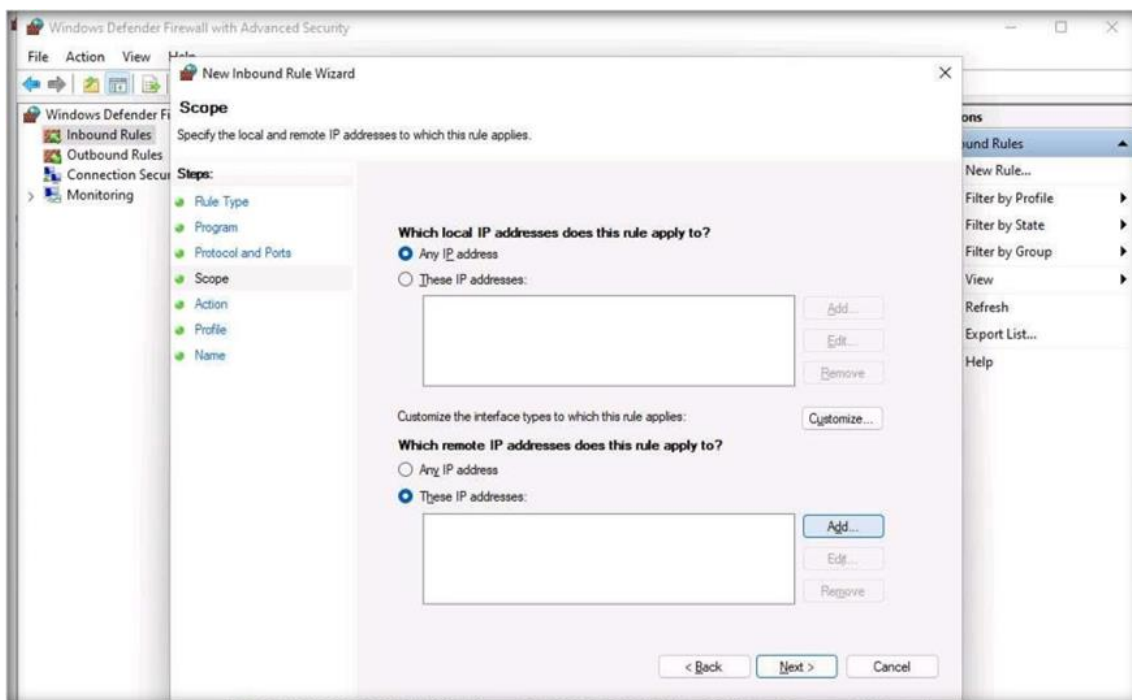 Windows Defender Firewall with Advanced Security
File Action View Help
New Inbound Rule Wizard
Scope
Specify the local and remote IP addresses to which this rule applies.
Windows Defender Fi
Inbound Rules
Outbound Rules
Connection Secur
Monitoring
Steps:
Rule Type
Program
Protocol and Ports
Scope
Action
Profile
Name
Which local IP addresses does this rule apply to?
Any IP address
These IP addresses:
Add...
Edit...
Remove
Customize the interface types to which this rule applies:
Customize...
Which remote IP addresses does this rule apply to?
Any IP address
These IP addresses:
Add...
Edit...
Remove
< Back
Next >
Cancel
ons
und Rules
New Rule...
Filter by Profile
Filter by State
Filter by Group
View
Refresh
Export List...
Help